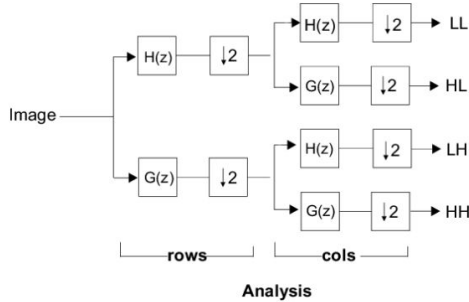 H(z) ↓2 LL
H(z) ↓2
G(z) ↓2 HL
Image
H(z) ↓2 LH
G(z) ↓2
G(z) ↓2 HH
rows cols
Analysis